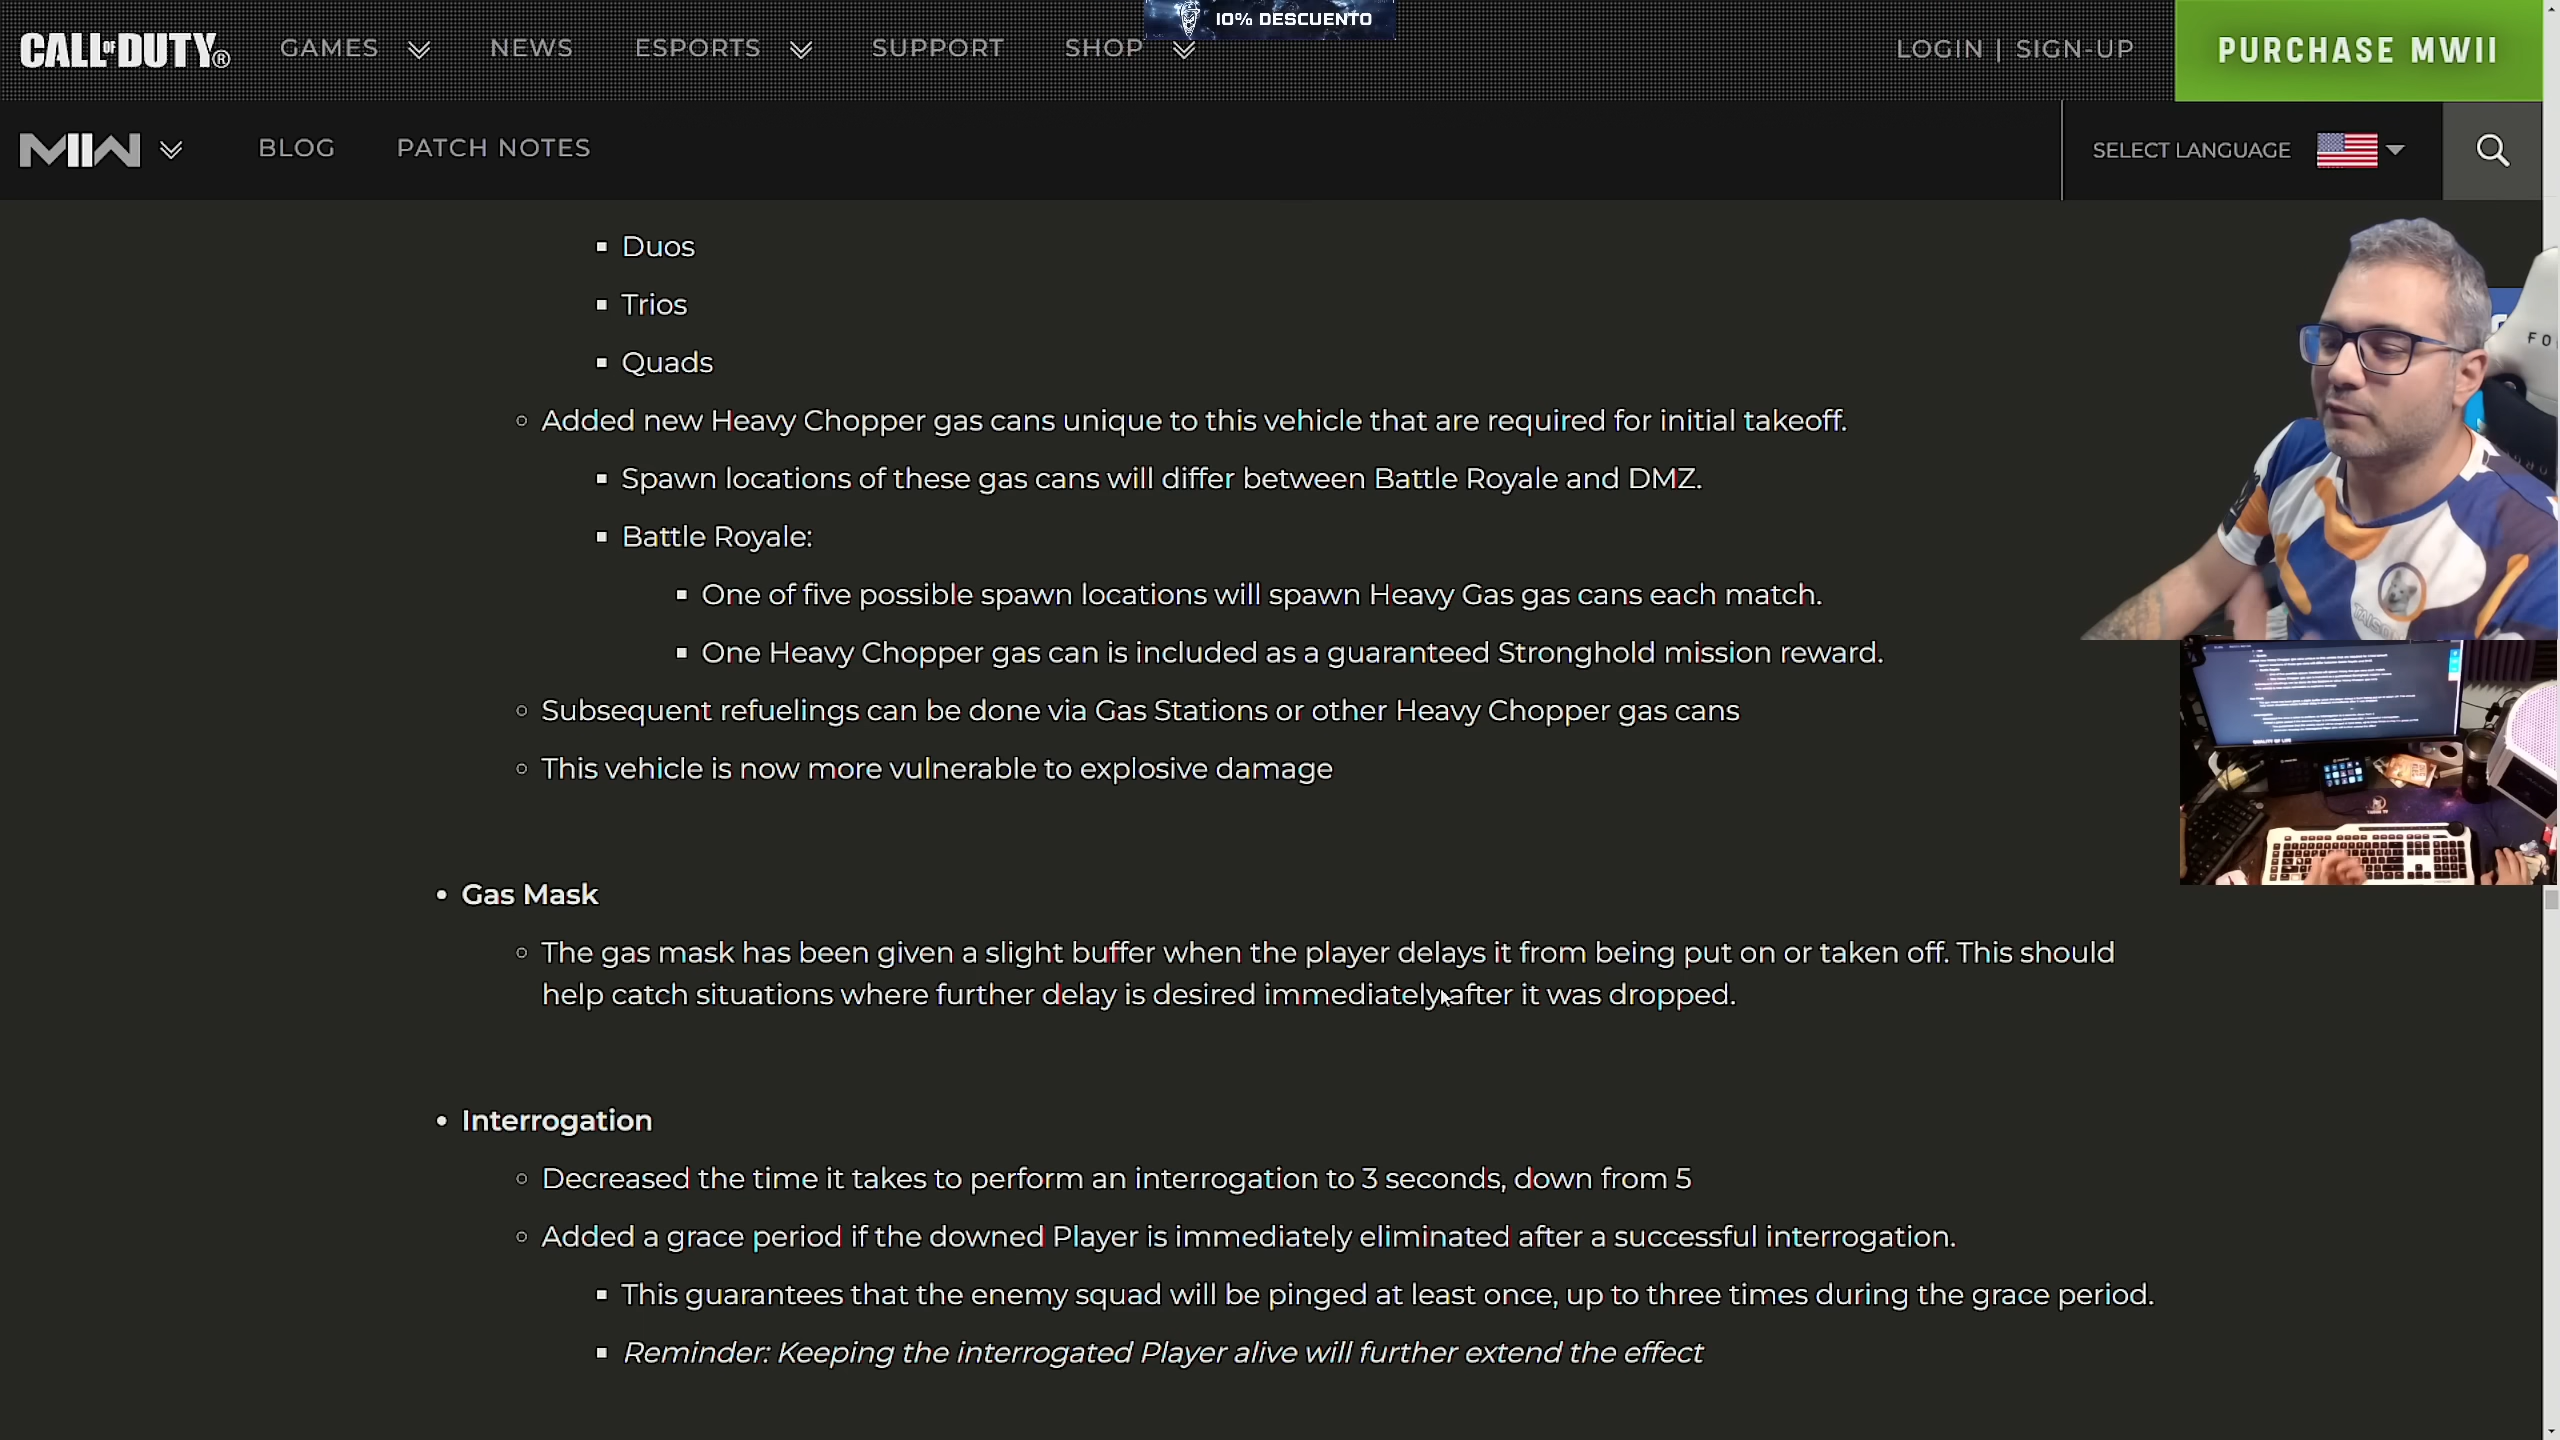 10% DESCUENTO
CALL OF DUTY®
GAMES
NEWS
ESPORTS
SUPPORT
SHOP
LOGIN | SIGN-UP
PURCHASE MWII
MWII
BLOG
PATCH NOTES
SELECT LANGUAGE
Duos
Trios
Quads
Added new Heavy Chopper gas cans unique to this vehicle that are required for initial takeoff.
Spawn locations of these gas cans will differ between Battle Royale and DMZ.
Battle Royale:
One of five possible spawn locations will spawn Heavy Gas gas cans each match.
One Heavy Chopper gas can is included as a guaranteed Stronghold mission reward.
Subsequent refuelings can be done via Gas Stations or other Heavy Chopper gas cans
This vehicle is now more vulnerable to explosive damage
Gas Mask
The gas mask has been given a slight buffer when the player delays it from being put on or taken off. This should
help catch situations where further delay is desired immediately after it was dropped.
Interrogation
Decreased the time it takes to perform an interrogation to 3 seconds, down from 5
Added a grace period if the downed Player is immediately eliminated after a successful interrogation.
This guarantees that the enemy squad will be pinged at least once, up to three times during the grace period.
Reminder: Keeping the interrogated Player alive will further extend the effect